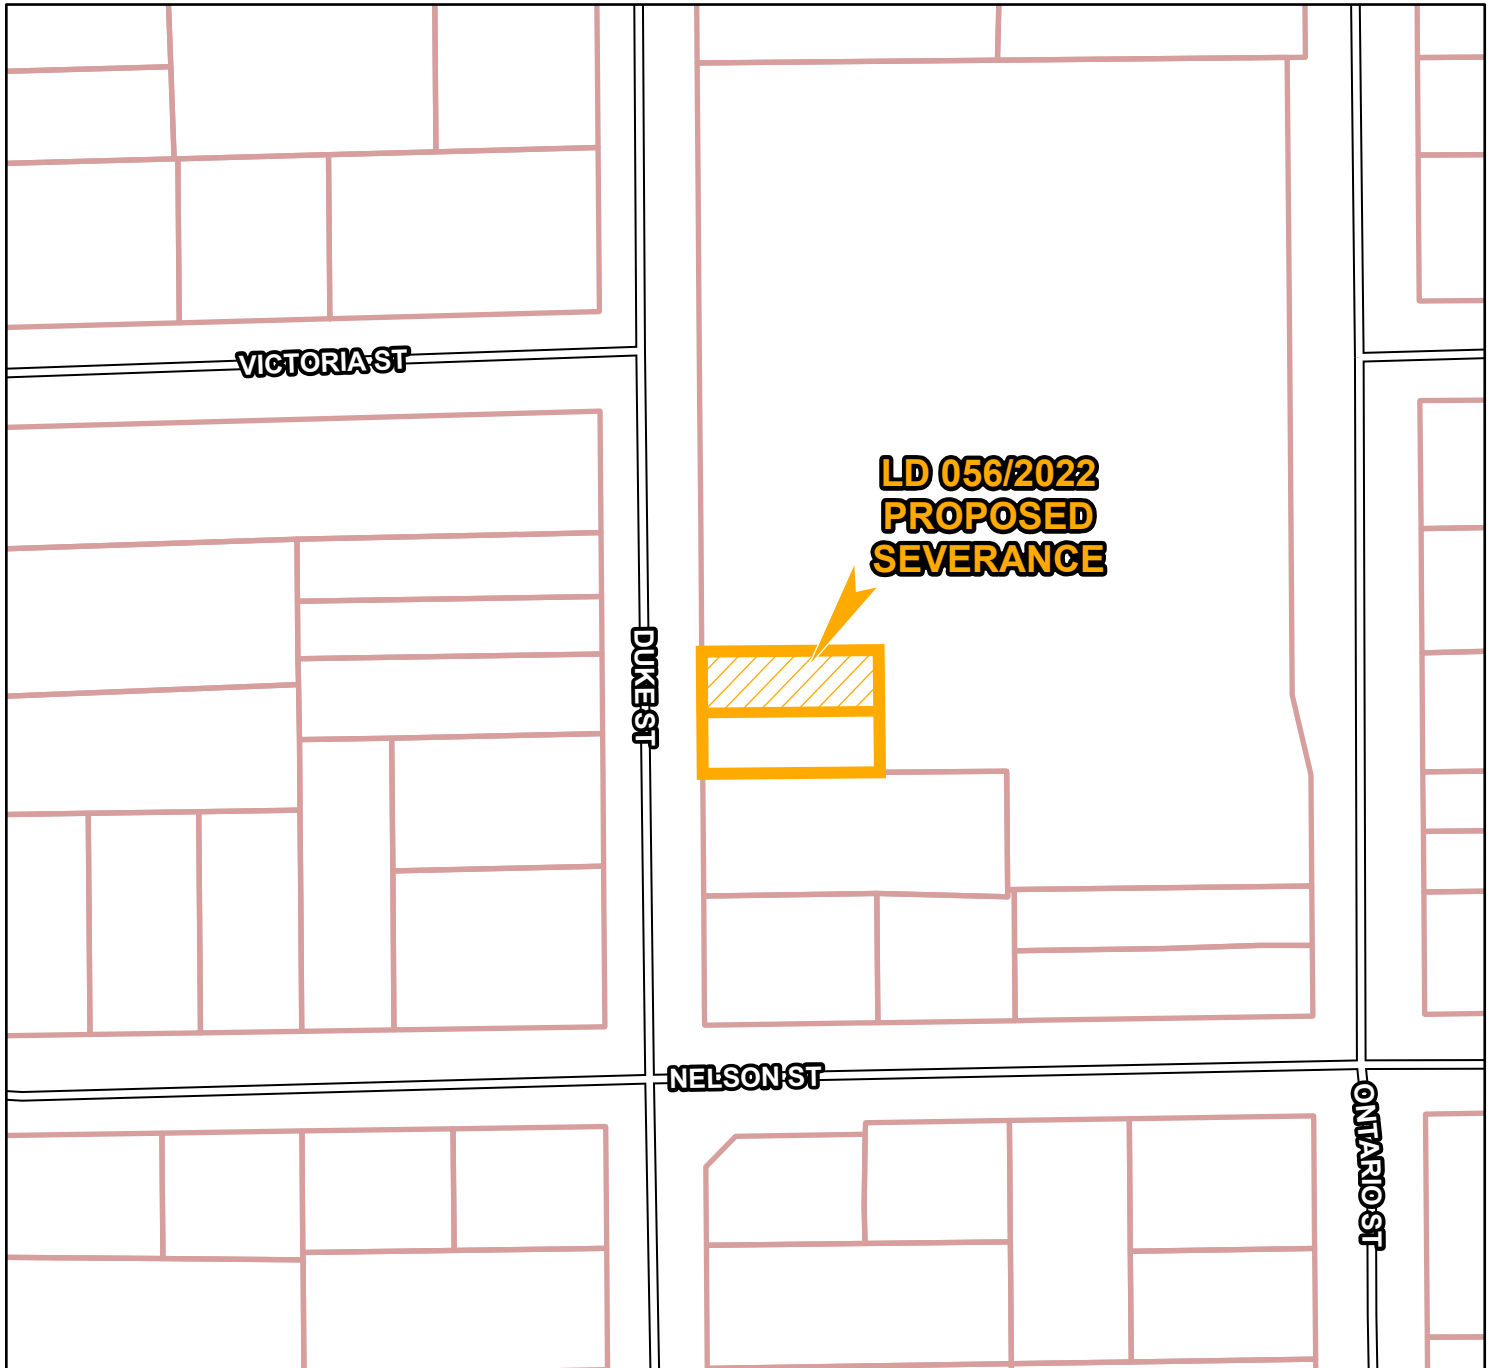 VICTORIA ST
LD 056/2022
PROPOSED
SEVERANCE
DUKE ST
NELSON ST
ONTARIO ST